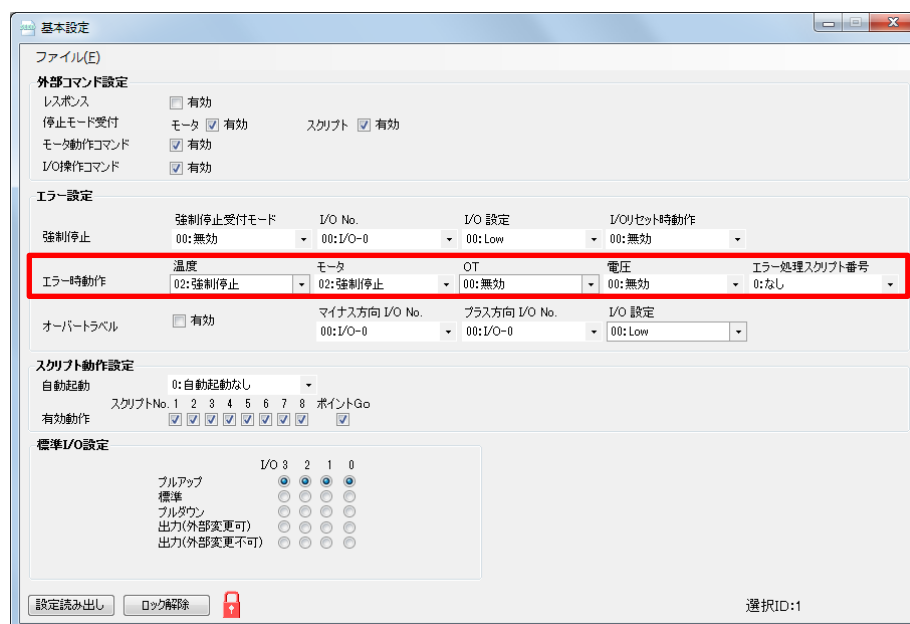 基本設定
ファイル(F)
外部コマンド設定
レスポンス 有効
停止モード受付 モータ 有効 スクリプト 有効
モータ動作コマンド 有効
I/O操作コマンド 有効
エラー設定
強制停止受付モード I/O No. I/O 設定 I/Oリセット時動作
強制停止 00:無効 00:I/O-0 00:Low 00:無効
温度 モータ OT 電圧 エラー処理スクリプト番号
エラー時動作 02:強制停止 02:強制停止 00:無効 00:無効 0:なし
マイナス方向 I/O No. プラス方向 I/O No. I/O 設定
オーバートラベル 有効 00:I/O-0 00:I/O-0 00:Low
スクリプト動作設定
自動起動 0:自動起動なし
スクリプトNo. 1 2 3 4 5 6 7 8 ポイントGo
有効動作
標準I/O設定
I/O 3 2 1 0
プルアップ
標準
プルダウン
出力(外部変更可)
出力(外部変更不可)
設定読み出し ロック解除 選択ID:1